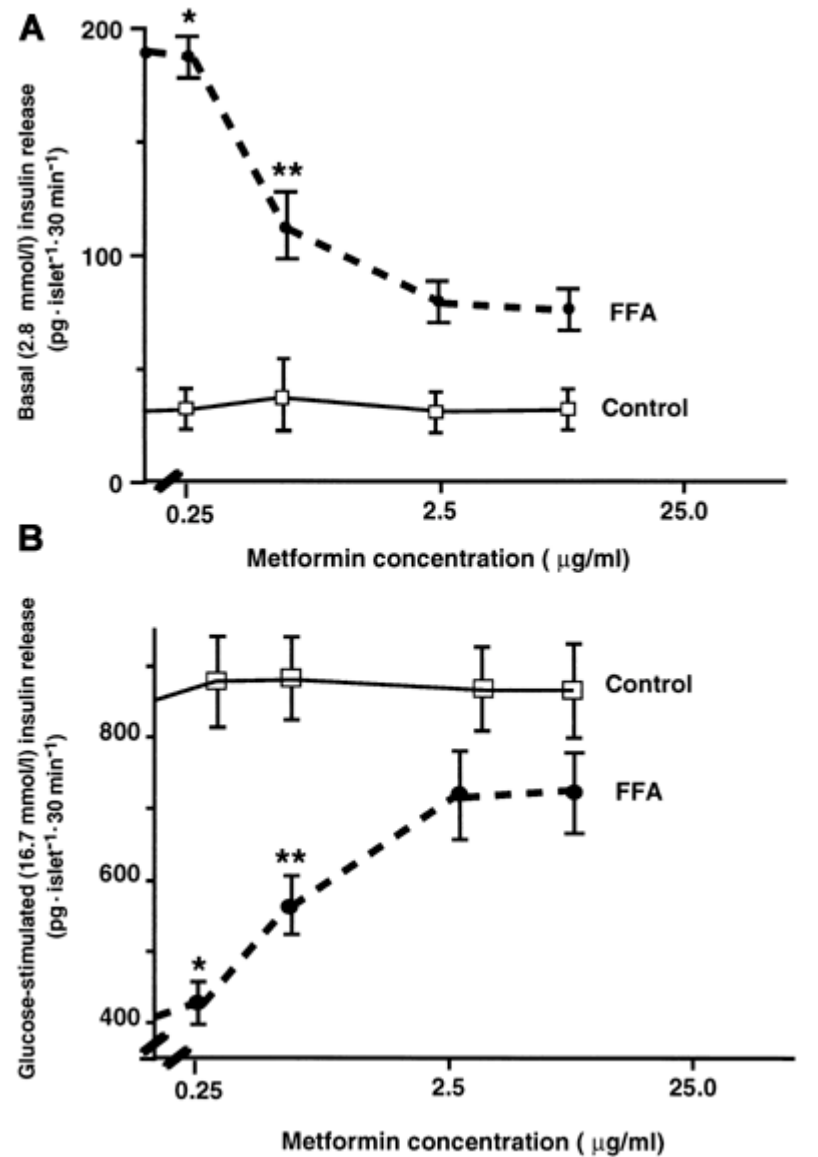 A
200
*
**
100
0
Basal (2.8 mmol/l) insulin release
(pg · islet⁻¹· 30 min⁻¹)
FFA
Control
0.25
2.5
25.0
Metformin concentration ( μg/ml)
B
Control
800
FFA
600
**
*
400
Glucose-stimulated (16.7 mmol/l) insulin release
(pg · islet⁻¹· 30 min⁻¹)
0.25
2.5
25.0
Metformin concentration ( μg/ml)